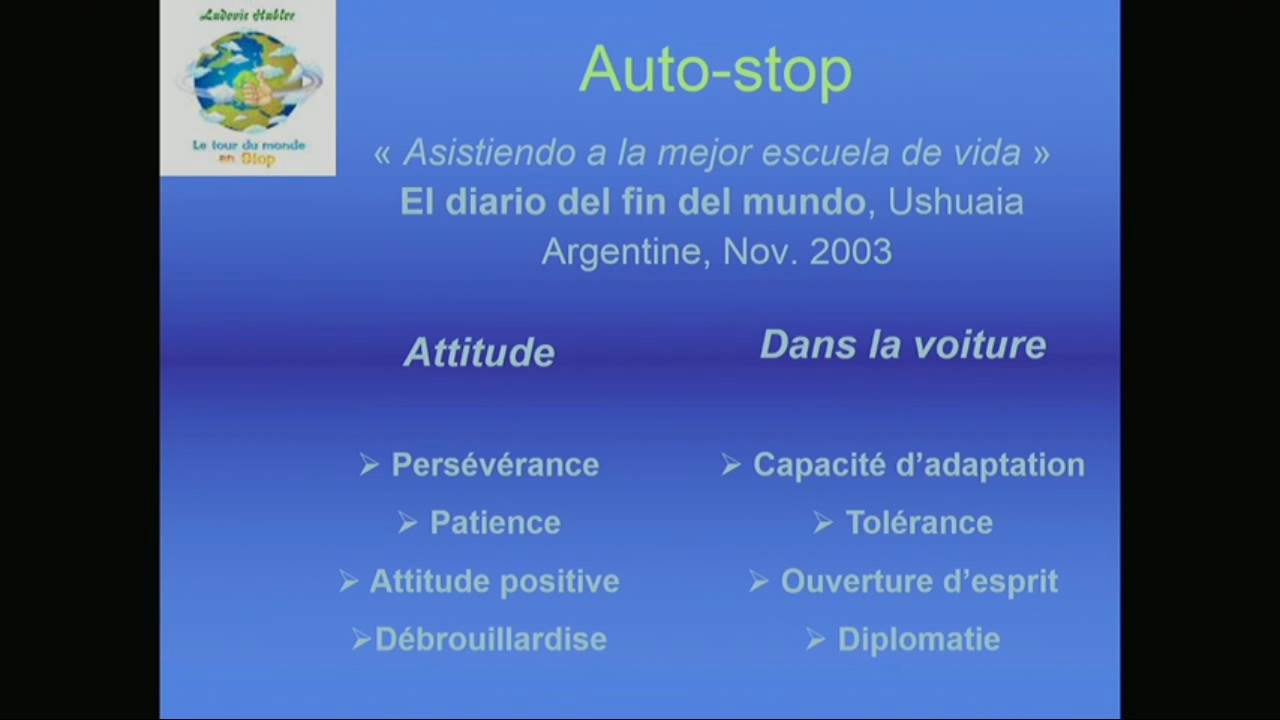 Ludovic Hubler
Le tour du monde
en Stop
Auto-stop
« Asistiendo a la mejor escuela de vida »
El diario del fin del mundo, Ushuaia
Argentine, Nov. 2003
Attitude
Dans la voiture
➢ Persévérance
➢ Patience
➢ Attitude positive
➢Débrouillardise
➢ Capacité d’adaptation
➢ Tolérance
➢ Ouverture d’esprit
➢ Diplomatie